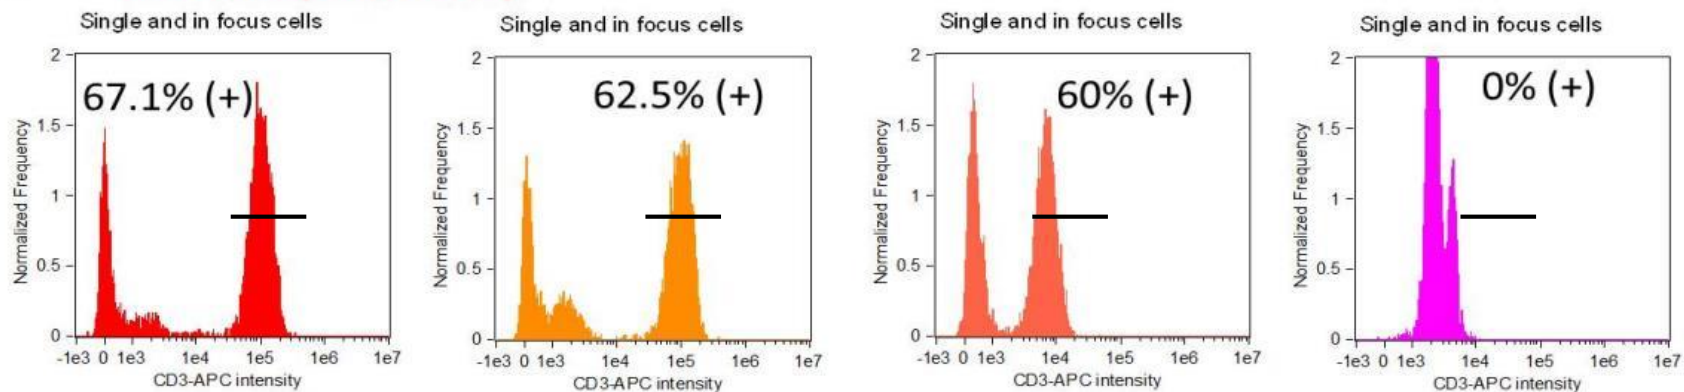 Single and in focus cells
67.1% (+)
Normalized Frequency
2
1.5
1
0.5
0
-1e3 0 1e3 1e4 1e5 1e6 1e7
CD3-APC intensity
Single and in focus cells
62.5% (+)
Normalized Frequency
2
1.5
1
0.5
0
-1e3 0 1e3 1e4 1e5 1e6 1e7
CD3-APC intensity
Single and in focus cells
60% (+)
Normalized Frequency
2
1.5
1
0.5
0
-1e3 0 1e3 1e4 1e5 1e6 1e7
CD3-APC intensity
Single and in focus cells
0% (+)
Normalized Frequency
2
1.5
1
0.5
0
-1e3 0 1e3 1e4 1e5 1e6 1e7
CD3-APC intensity